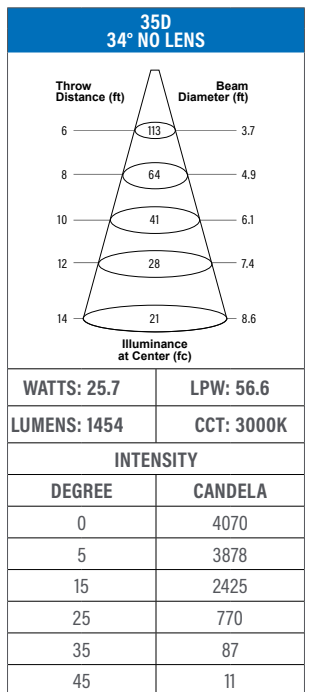 35D
34° NO LENS
Throw Distance (ft)
Beam Diameter (ft)
6 113 3.7
8 64 4.9
10 41 6.1
12 28 7.4
14 21 8.6
Illuminance
at Center (fc)
WATTS: 25.7 LPW: 56.6
LUMENS: 1454 CCT: 3000K
INTENSITY
DEGREE CANDELA
0 4070
5 3878
15 2425
25 770
35 87
45 11